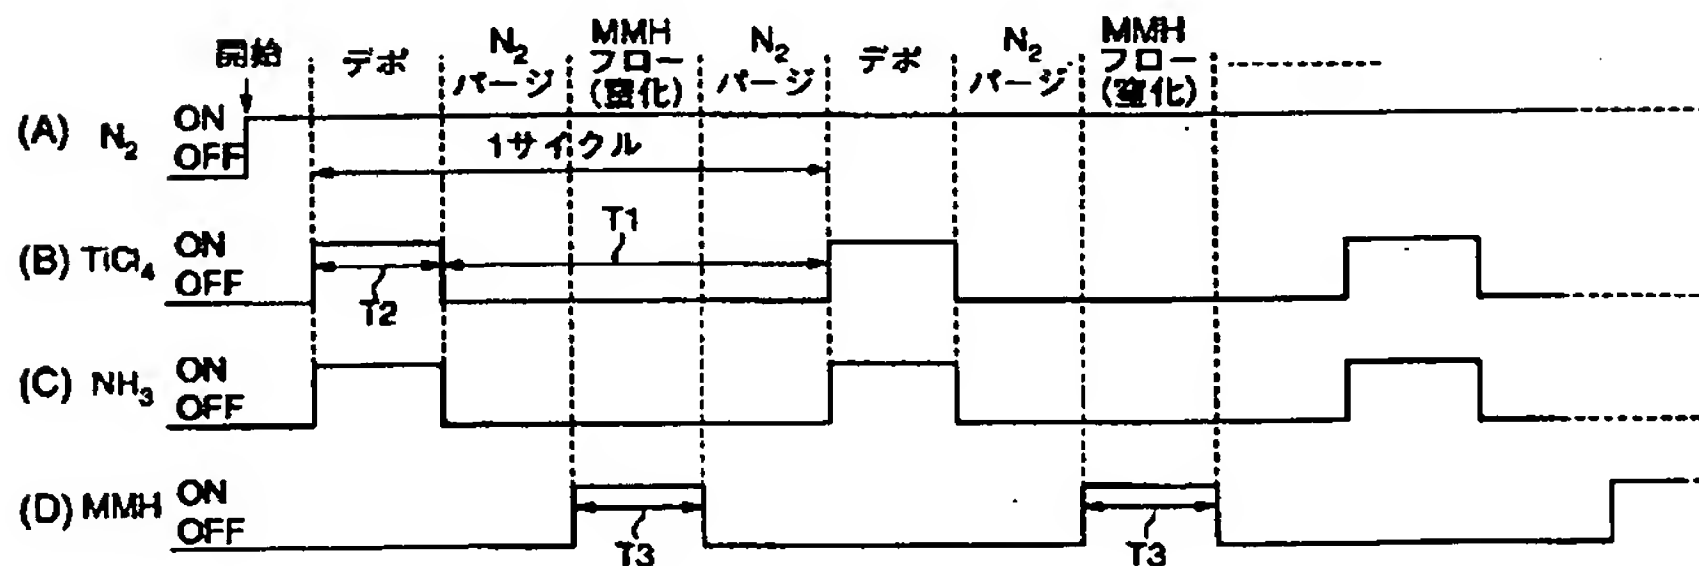 開始
デポ
N₂
パージ
MMH
フロー
(窒化)
N₂
パージ
デポ
N₂
パージ
MMH
フロー
(窒化)
(A) N₂ ON
OFF
1サイクル
T1
(B) TiCl₄ ON
OFF
T2
(C) NH₃ ON
OFF
(D) MMH ON
OFF
T3
T3